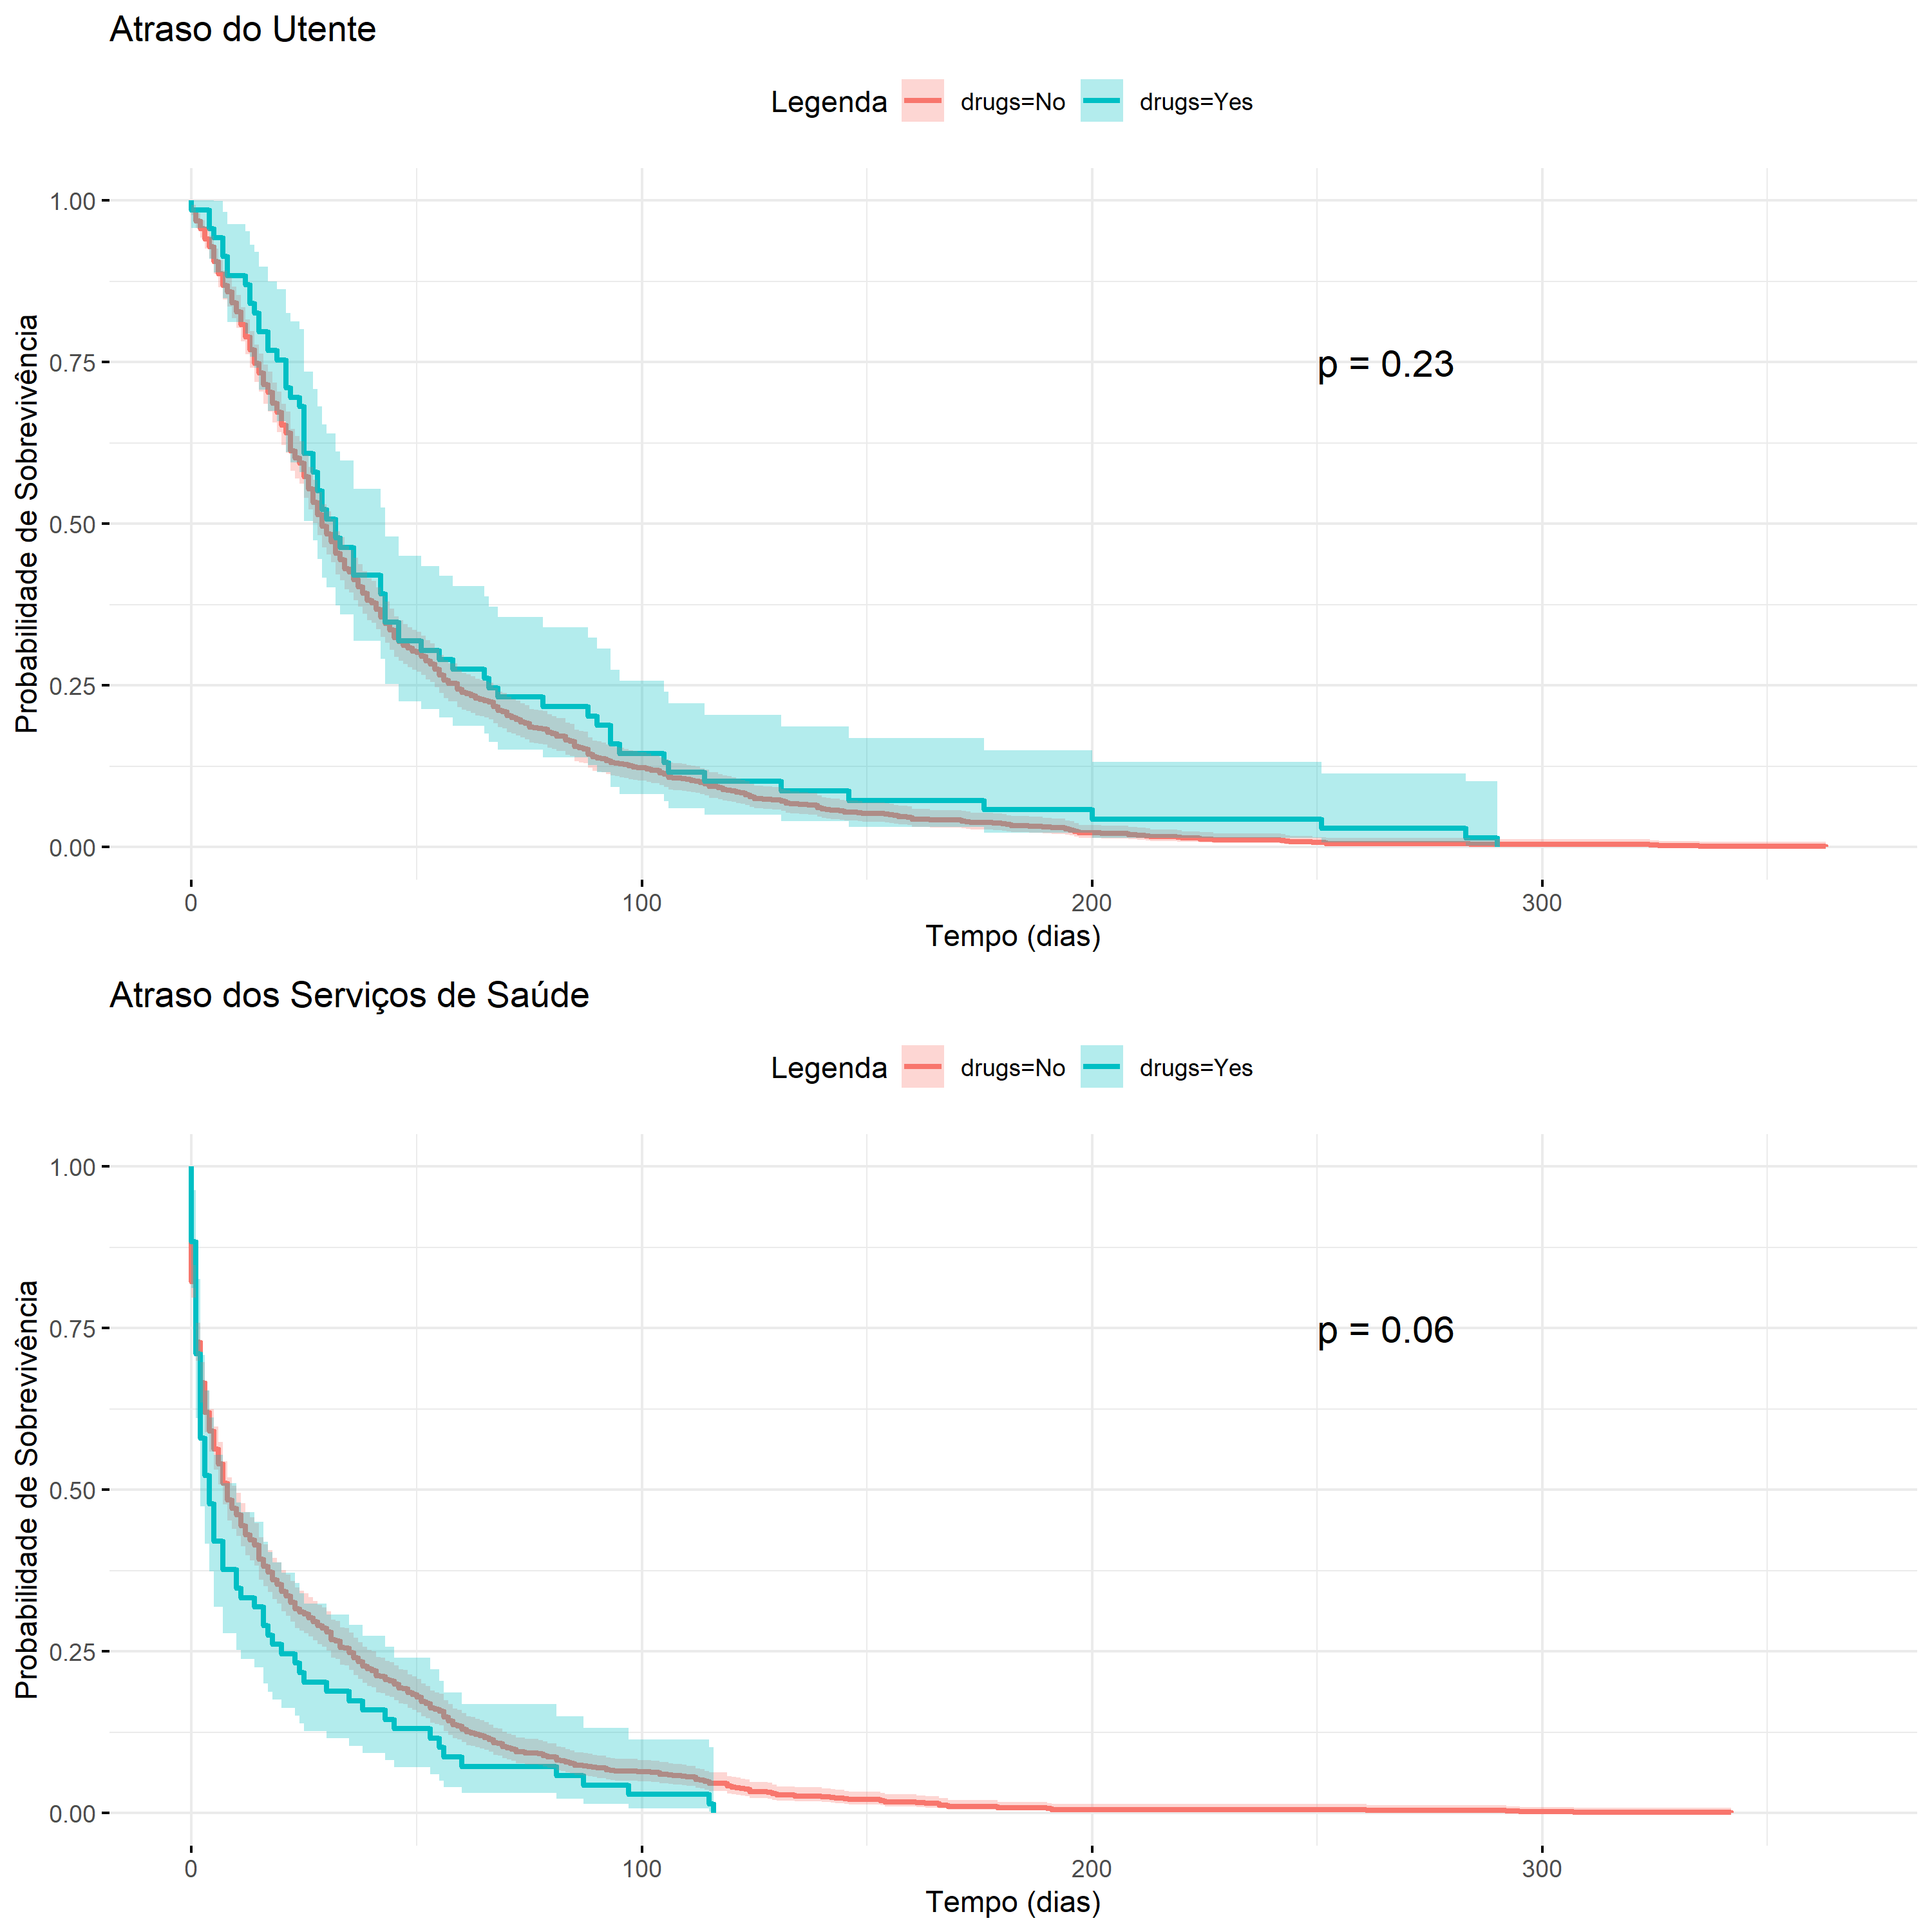 Atraso do Utente
Legenda drugs=No drugs=Yes
1.00
0.75
0.50
0.25
0.00
Probabilidade de Sobrevivência
p = 0.23
0 100 200 300
Tempo (dias)
Atraso dos Serviços de Saúde
Legenda drugs=No drugs=Yes
1.00
0.75
0.50
0.25
0.00
Probabilidade de Sobrevivência
p = 0.06
0 100 200 300
Tempo (dias)